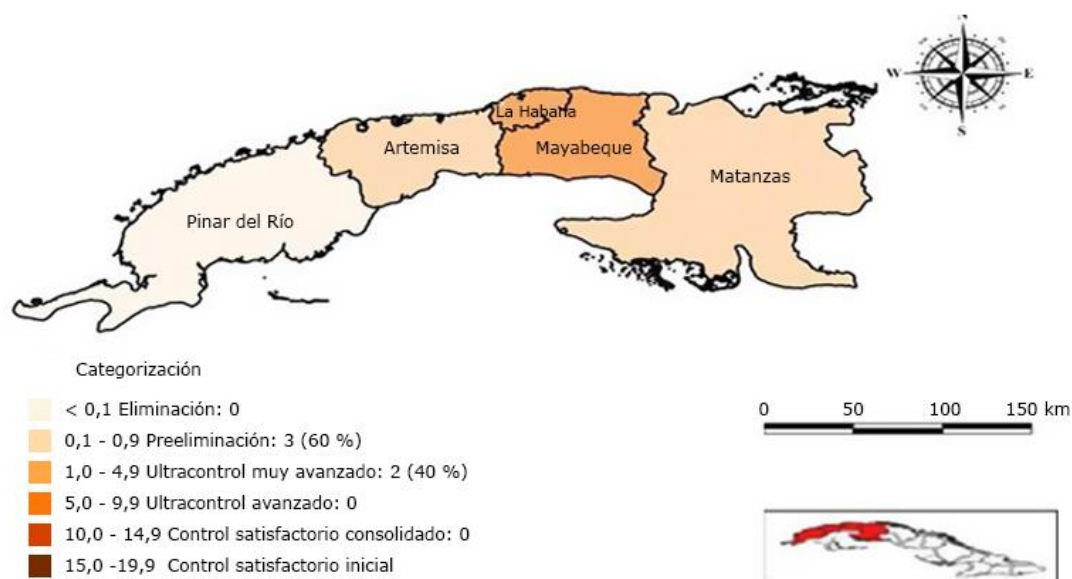 N
W E
S
La Habana
Artemisa
Mayabeque
Matanzas
Pinar del Río
Categorización
< 0,1 Eliminación: 0
0,1 - 0,9 Preeliminación: 3 (60 %)
1,0 - 4,9 Ultracontrol muy avanzado: 2 (40 %)
5,0 - 9,9 Ultracontrol avanzado: 0
10,0 - 14,9 Control satisfactorio consolidado: 0
15,0 -19,9 Control satisfactorio inicial
0 50 100 150 km